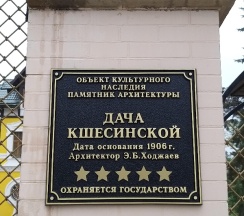 ОБЪЕКТ КУЛЬТУРНОГО
НАСЛЕДИЯ
ПАМЯТНИК АРХИТЕКТУРЫ
ДАЧА
КШЕСИНСКОЙ
Дата основания 1906 г.
Архитектор Э.Б.Ходжаев
ОХРАНЯЕТСЯ ГОСУДАРСТВОМ